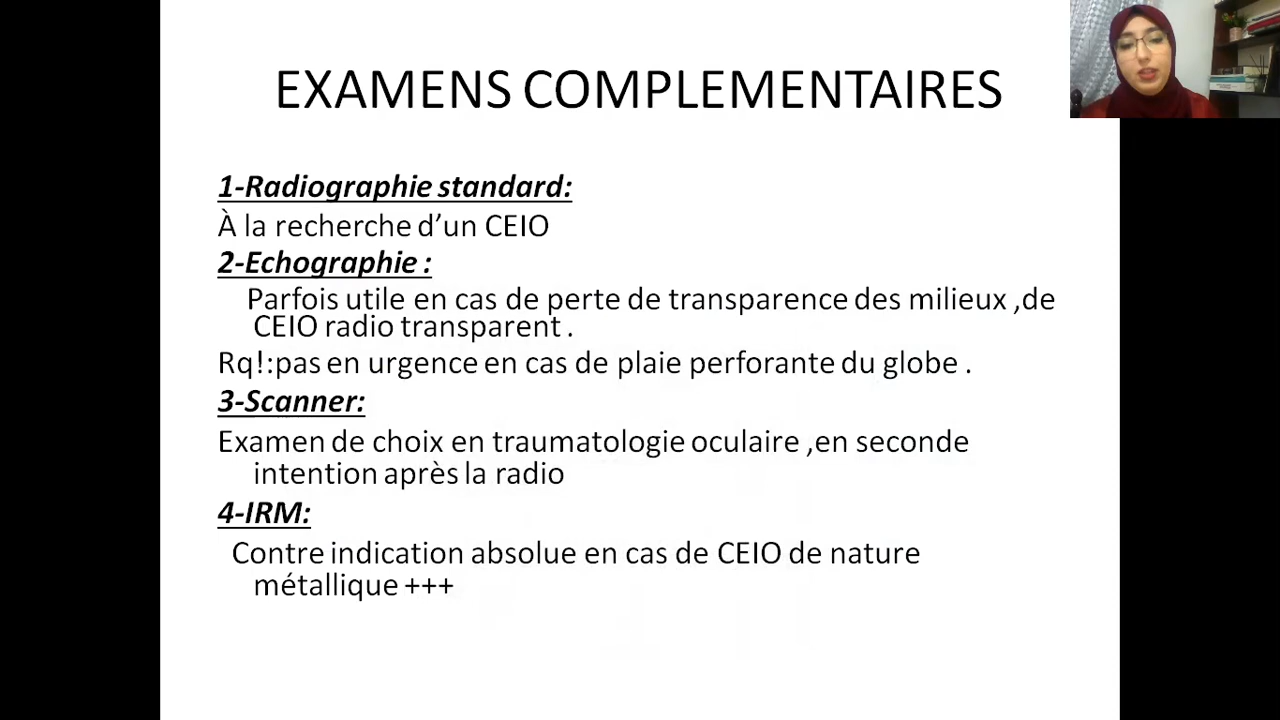 EXAMENS COMPLEMENTAIRES
1-Radiographie standard:
À la recherche d’un CEIO
2-Echographie :
Parfois utile en cas de perte de transparence des milieux ,de
CEIO radio transparent .
Rq!:pas en urgence en cas de plaie perforante du globe .
3-Scanner:
Examen de choix en traumatologie oculaire ,en seconde
intention après la radio
4-IRM:
Contre indication absolue en cas de CEIO de nature
métallique +++